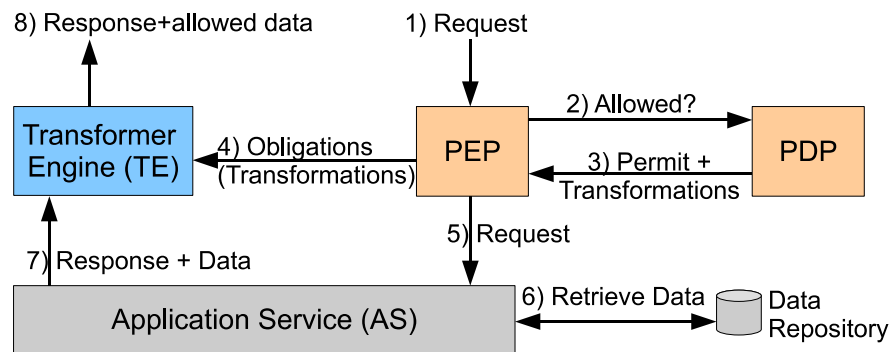 8) Response+allowed data
1) Request
Transformer
Engine (TE)
4) Obligations
(Transformations)
PEP
2) Allowed?
3) Permit +
Transformations
PDP
7) Response + Data
5) Request
Application Service (AS)
6) Retrieve Data
Data
Repository